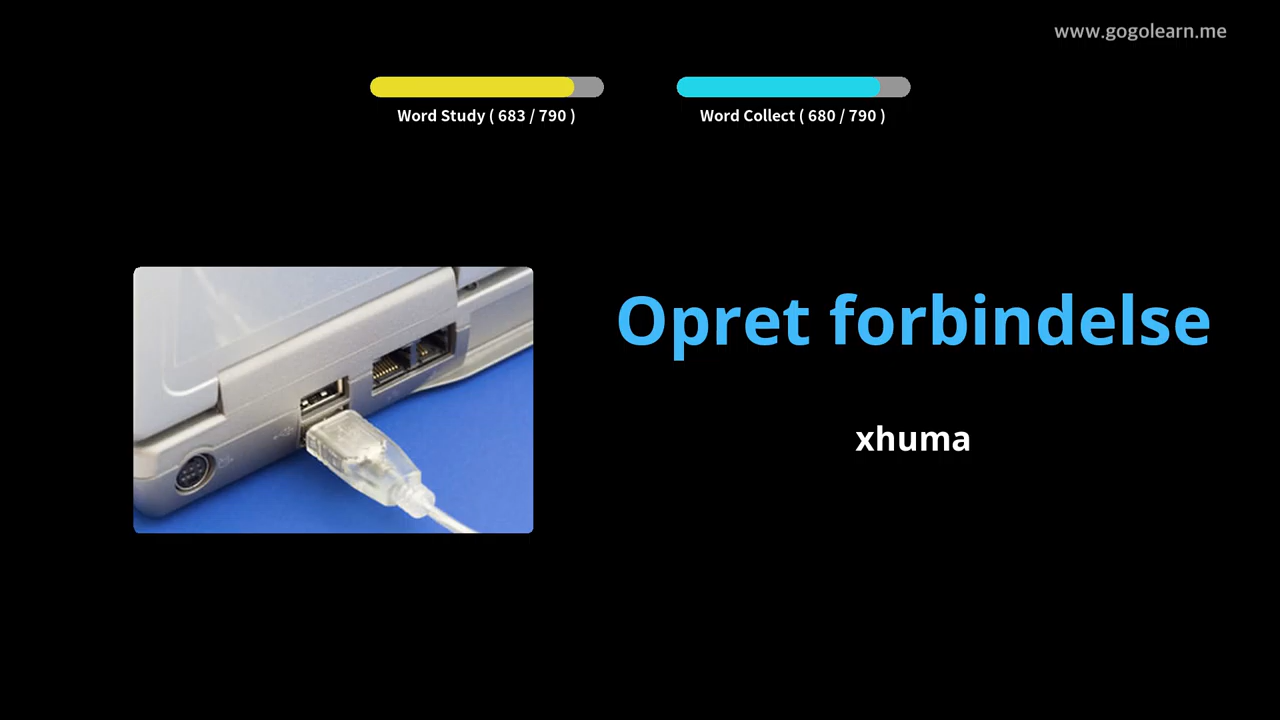 www.gogolearn.me
Word Study ( 683 / 790 )
Word Collect ( 680 / 790 )
Opret forbindelse
xhuma